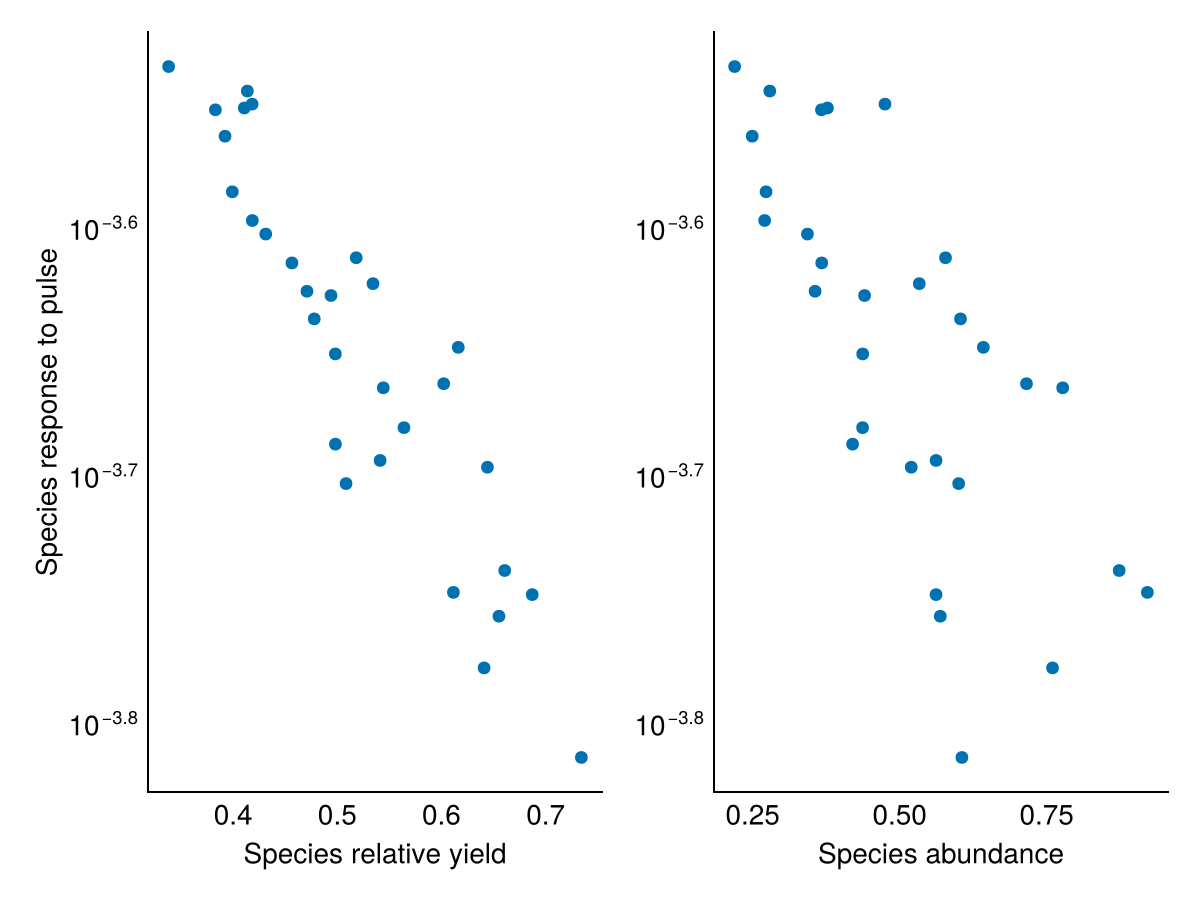 Species response to pulse
10⁻³·⁶
10⁻³·⁷
10⁻³·⁸
0.4 0.5 0.6 0.7
Species relative yield
10⁻³·⁶
10⁻³·⁷
10⁻³·⁸
0.25 0.50 0.75
Species abundance